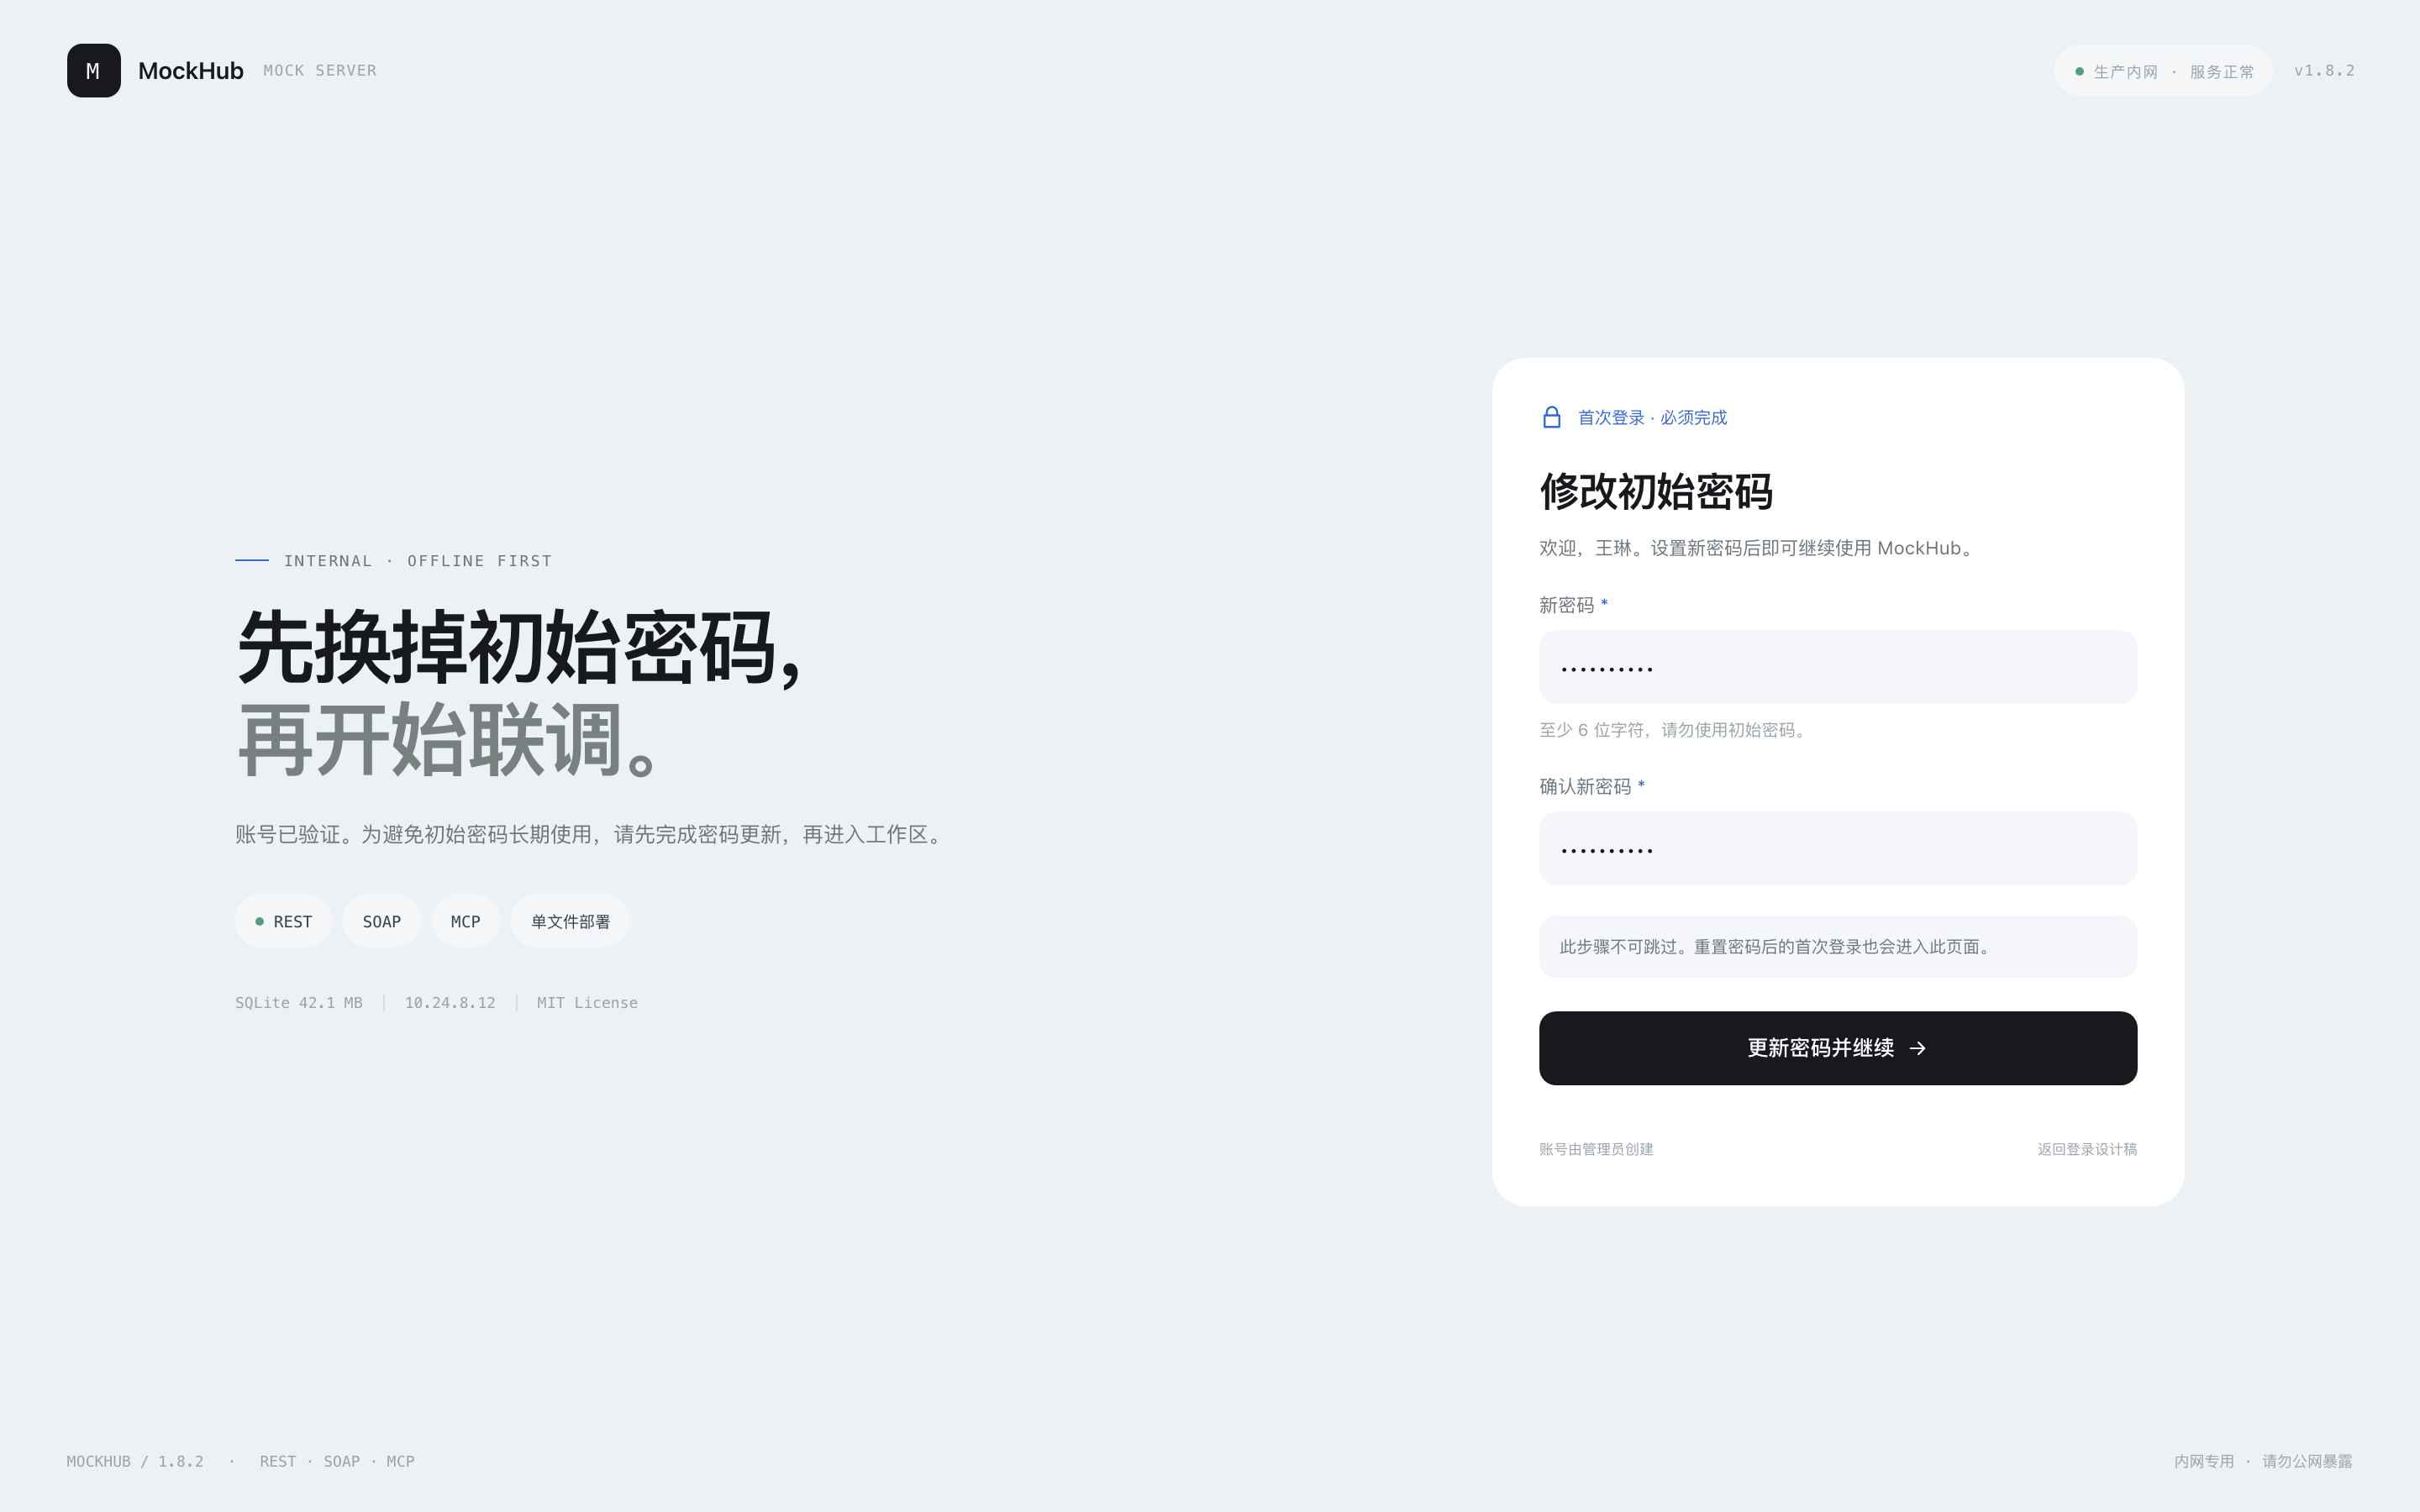 M MockHub MOCK SERVER
生产内网 · 服务正常 v1.8.2
INTERNAL · OFFLINE FIRST
先换掉初始密码，
再开始联调。
账号已验证。为避免初始密码长期使用，请先完成密码更新，再进入工作区。
REST SOAP MCP 单文件部署
SQLite 42.1 MB | 10.24.8.12 | MIT License
首次登录 · 必须完成
修改初始密码
欢迎，王琳。设置新密码后即可继续使用 MockHub。
新密码 *
••••••••••
至少 6 位字符，请勿使用初始密码。
确认新密码 *
••••••••••
此步骤不可跳过。重置密码后的首次登录也会进入此页面。
更新密码并继续 →
账号由管理员创建 返回登录设计稿
MOCKHUB / 1.8.2 · REST · SOAP · MCP
内网专用 · 请勿公网暴露